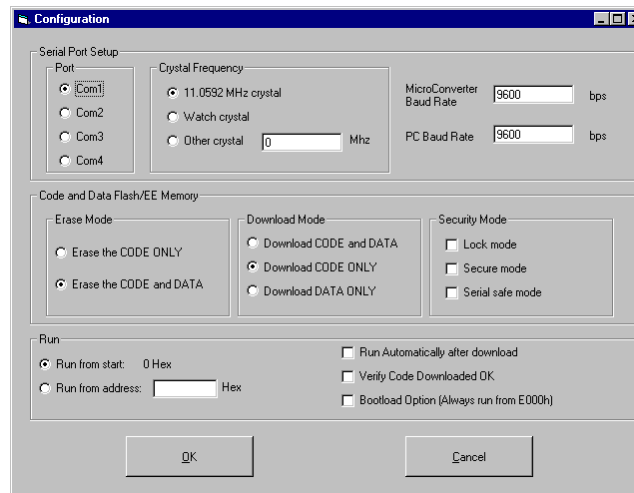 Configuration
Serial Port Setup
Port
Com1
Com2
Com3
Com4
Crystal Frequency
11.0592 MHz crystal
Watch crystal
Other crystal 0 Mhz
MicroConverter
Baud Rate 9600 bps
PC Baud Rate 9600 bps
Code and Data Flash/EE Memory
Erase Mode
Erase the CODE ONLY
Erase the CODE and DATA
Download Mode
Download CODE and DATA
Download CODE ONLY
Download DATA ONLY
Security Mode
Lock mode
Secure mode
Serial safe mode
Run
Run from start: 0 Hex
Run from address: Hex
Run Automatically after download
Verify Code Downloaded OK
Bootload Option (Always run from E000h)
OK
Cancel